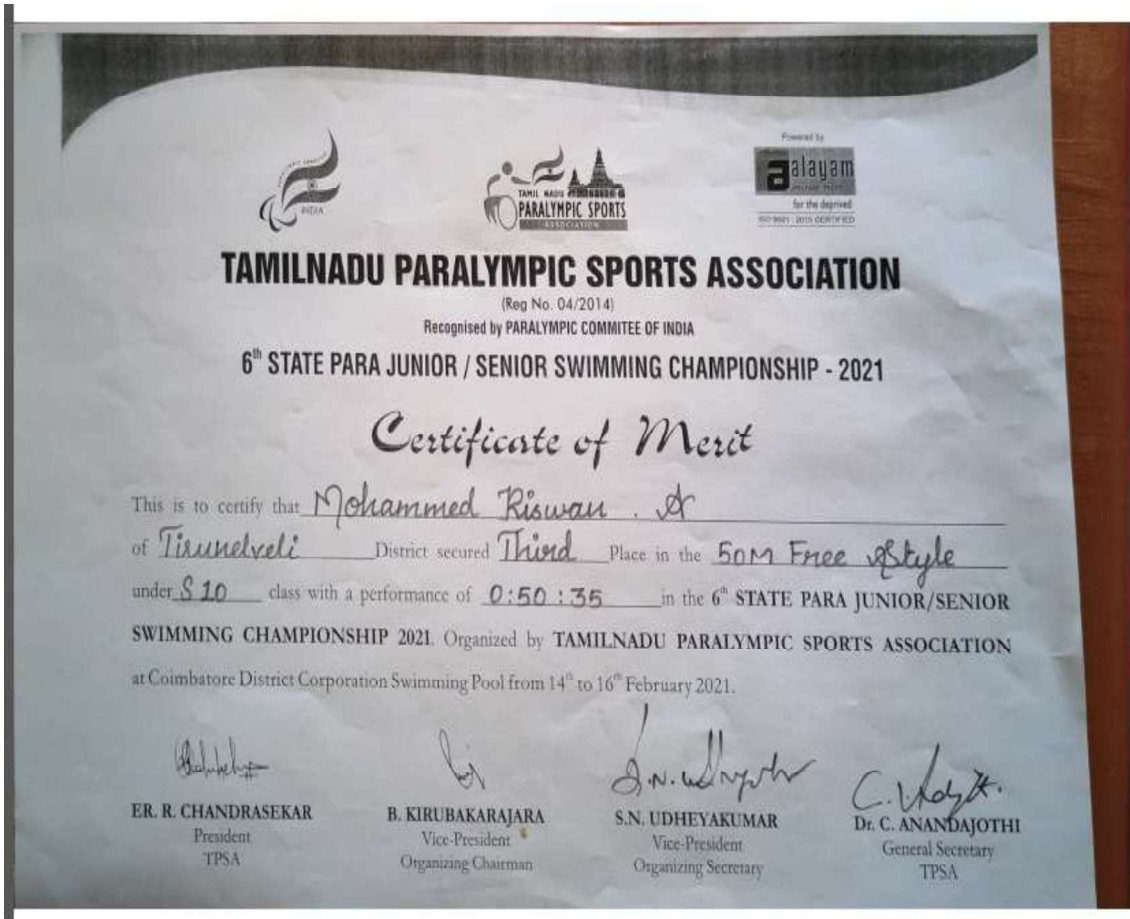 INDIA
TAMIL NADU
PARALYMPIC SPORTS
ASSOCIATION
Powered by
aalayam
for the deprived
ISO 9001 : 2015 CERTIFIED
TAMILNADU PARALYMPIC SPORTS ASSOCIATION
(Reg No. 04/2014)
Recognised by PARALYMPIC COMMITEE OF INDIA
6th STATE PARA JUNIOR / SENIOR SWIMMING CHAMPIONSHIP - 2021
Certificate of Merit
This is to certify that Mohammed Riswan . A
of Tirunelveli District secured Third Place in the 50M Free Style
under S 10 class with a performance of 0:50:35 in the 6th STATE PARA JUNIOR/SENIOR
SWIMMING CHAMPIONSHIP 2021. Organized by TAMILNADU PARALYMPIC SPORTS ASSOCIATION
at Coimbatore District Corporation Swimming Pool from 14th to 16th February 2021.
ER. R. CHANDRASEKAR B. KIRUBAKARAJARA S.N. UDHEYAKUMAR Dr. C. ANANDAJOTHI
President Vice-President Vice-President General Secretary
TPSA Organizing Chairman Organizing Secretary TPSA